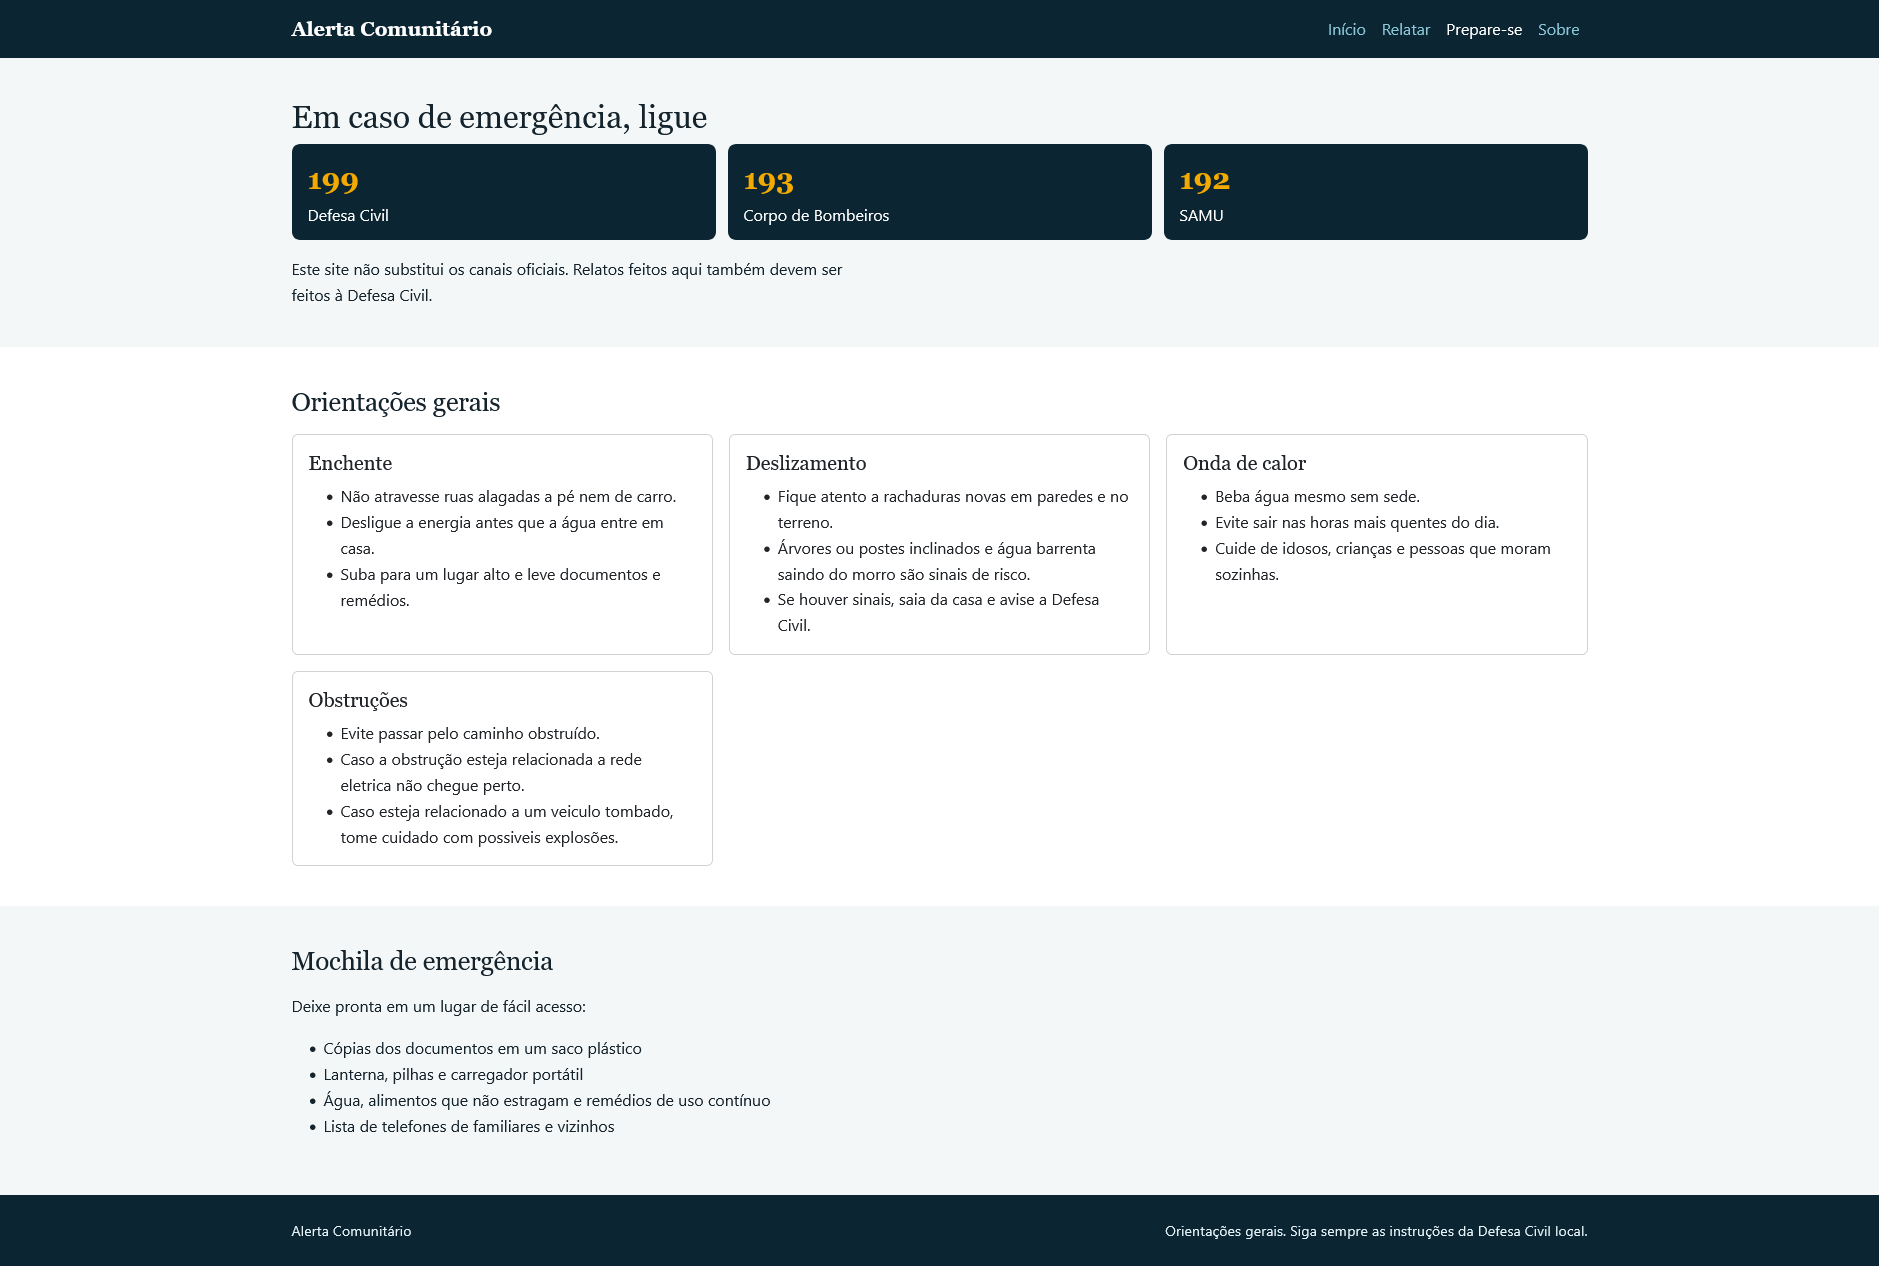 Alerta Comunitário
Início Relatar Prepare-se Sobre
Em caso de emergência, ligue
199
Defesa Civil
193
Corpo de Bombeiros
192
SAMU
Este site não substitui os canais oficiais. Relatos feitos aqui também devem ser
feitos à Defesa Civil.
Orientações gerais
Enchente
• Não atravesse ruas alagadas a pé nem de carro.
• Desligue a energia antes que a água entre em
casa.
• Suba para um lugar alto e leve documentos e
remédios.
Deslizamento
• Fique atento a rachaduras novas em paredes e no
terreno.
• Árvores ou postes inclinados e água barrenta
saindo do morro são sinais de risco.
• Se houver sinais, saia da casa e avise a Defesa
Civil.
Onda de calor
• Beba água mesmo sem sede.
• Evite sair nas horas mais quentes do dia.
• Cuide de idosos, crianças e pessoas que moram
sozinhas.
Obstruções
• Evite passar pelo caminho obstruído.
• Caso a obstrução esteja relacionada a rede
eletrica não chegue perto.
• Caso esteja relacionado a um veiculo tombado,
tome cuidado com possiveis explosões.
Mochila de emergência
Deixe pronta em um lugar de fácil acesso:
• Cópias dos documentos em um saco plástico
• Lanterna, pilhas e carregador portátil
• Água, alimentos que não estragam e remédios de uso contínuo
• Lista de telefones de familiares e vizinhos
Alerta Comunitário
Orientações gerais. Siga sempre as instruções da Defesa Civil local.